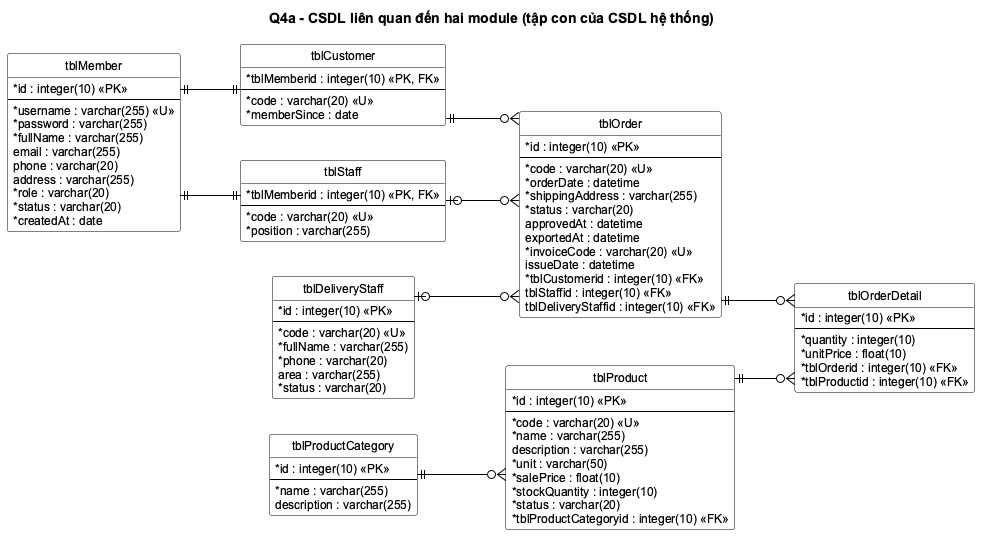 Q4a - CSDL liên quan đến hai module (tập con của CSDL hệ thống)
tblMember
*id : integer(10) «PK»
*username : varchar(255) «U»
*password : varchar(255)
*fullName : varchar(255)
email : varchar(255)
phone : varchar(20)
address : varchar(255)
*role : varchar(20)
*status : varchar(20)
*createdAt : date
tblCustomer
*tblMemberid : integer(10) «PK, FK»
*code : varchar(20) «U»
*memberSince : date
tblStaff
*tblMemberid : integer(10) «PK, FK»
*code : varchar(20) «U»
*position : varchar(255)
tblOrder
*id : integer(10) «PK»
*code : varchar(20) «U»
*orderDate : datetime
*shippingAddress : varchar(255)
*status : varchar(20)
approvedAt : datetime
exportedAt : datetime
*invoiceCode : varchar(20) «U»
issueDate : datetime
*tblCustomerid : integer(10) «FK»
tblStaffid : integer(10) «FK»
tblDeliveryStaffid : integer(10) «FK»
tblDeliveryStaff
*id : integer(10) «PK»
*code : varchar(20) «U»
*fullName : varchar(255)
*phone : varchar(20)
area : varchar(255)
*status : varchar(20)
tblOrderDetail
*id : integer(10) «PK»
*quantity : integer(10)
*unitPrice : float(10)
*tblOrderid : integer(10) «FK»
*tblProductid : integer(10) «FK»
tblProduct
*id : integer(10) «PK»
*code : varchar(20) «U»
*name : varchar(255)
description : varchar(255)
*unit : varchar(50)
*salePrice : float(10)
*stockQuantity : integer(10)
*status : varchar(20)
*tblProductCategoryid : integer(10) «FK»
tblProductCategory
*id : integer(10) «PK»
*name : varchar(255)
description : varchar(255)